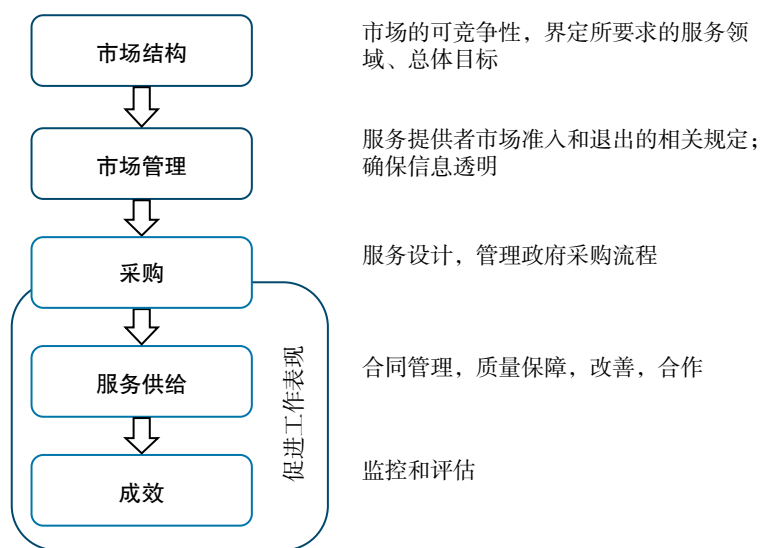 市场结构
市场的可竞争性，界定所要求的服务领
域、总体目标
市场管理
服务提供者市场准入和退出的相关规定；
确保信息透明
采购
服务设计，管理政府采购流程
服务供给
合同管理，质量保障，改善，合作
促进工作表现
成效
监控和评估